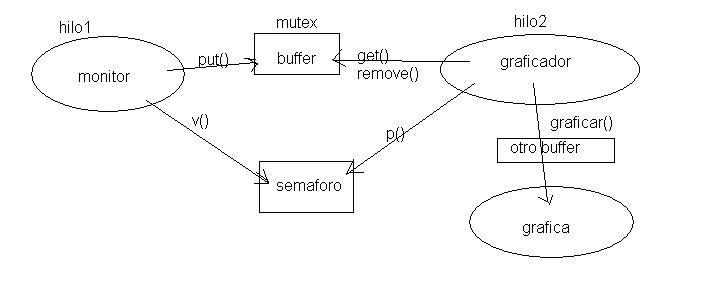 hilo1
mutex
hilo2
monitor
put()
buffer
get()
remove()
graficador
v()
p()
graficar()
otro buffer
semaforo
grafica